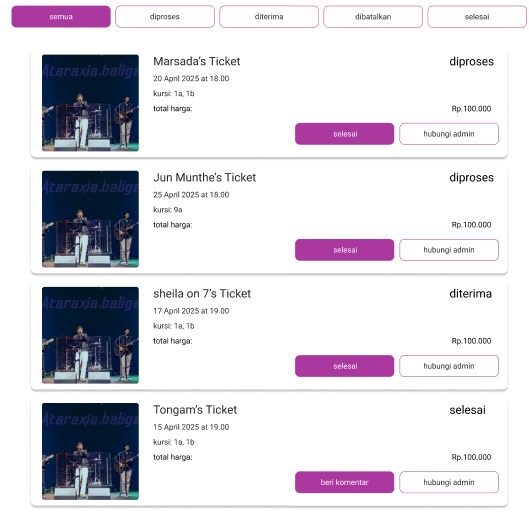 semua
diproses
diterima
dibatalkan
selesai
Ataraxia.balige
Marsada's Ticket
diproses
20 April 2025 at 18.00
kursi: 1a, 1b
total harga:
Rp.100.000
selesai
hubungi admin
Ataraxia.balige
Jun Munthe's Ticket
diproses
25 April 2025 at 18.00
kursi: 9a
total harga:
Rp.100.000
selesai
hubungi admin
Ataraxia.balige
sheila on 7's Ticket
diterima
17 April 2025 at 19.00
kursi: 1a, 1b
total harga:
Rp.100.000
selesai
hubungi admin
Ataraxia.balige
Tongam's Ticket
selesai
15 April 2025 at 19.00
kursi: 1a, 1b
total harga:
Rp.100.000
beri komentar
hubungi admin